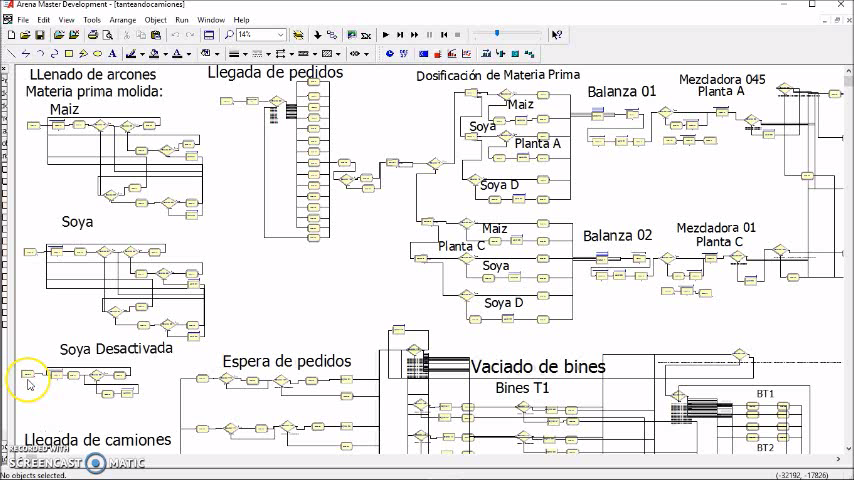 Arena Master Development - [tanteandocamiones]
File Edit View Tools Arrange Object Run Window Help
14%
LLenado de arcones
Materia prima molida:
Maiz
Soya
Soya Desactivada
Llegada de camiones
Llegada de pedidos
Espera de pedidos
Dosificación de Materia Prima
Maiz
Soya
Planta A
Soya D
Maiz
Planta C
Soya
Soya D
Balanza 01
Mezcladora 045
Planta A
Balanza 02
Mezcladora 01
Planta C
Vaciado de bines
Bines T1
BT1
BT2
RECORDED WITH
SCREENCAST MATIC
No objects selected.
(-32192, -17826)